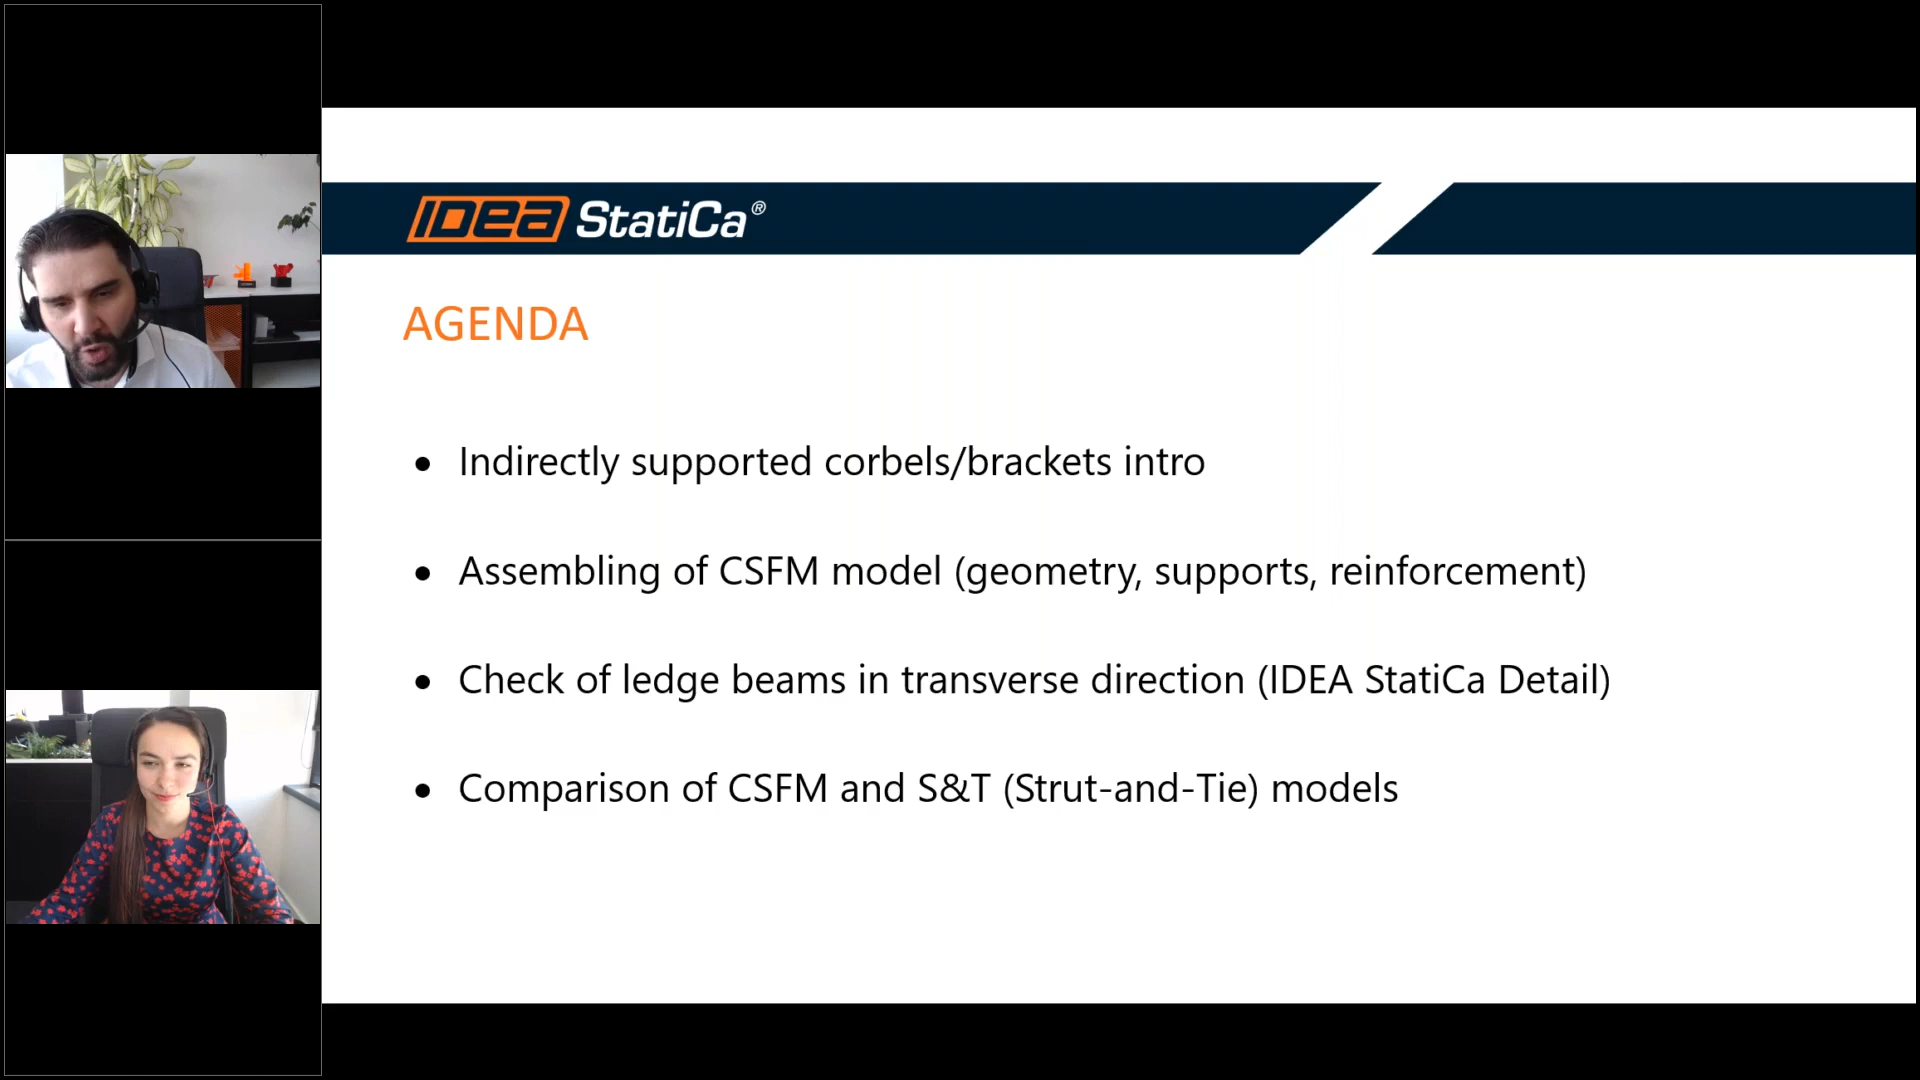 IDEA StatiCa®
AGENDA
• Indirectly supported corbels/brackets intro
• Assembling of CSFM model (geometry, supports, reinforcement)
• Check of ledge beams in transverse direction (IDEA StatiCa Detail)
• Comparison of CSFM and S&T (Strut-and-Tie) models